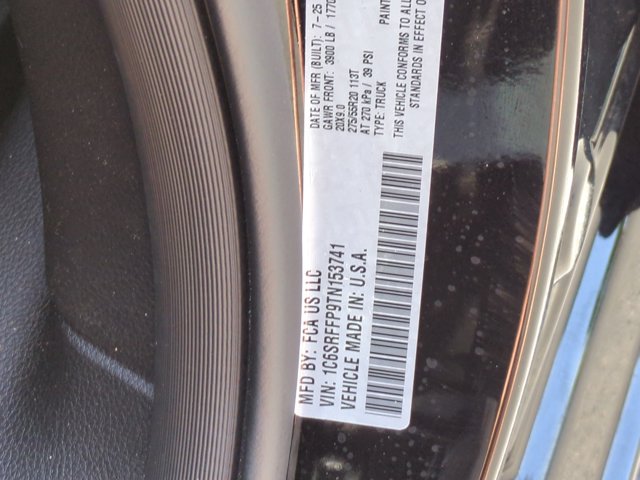 MFD BY: FCA US LLC
DATE OF MFR (BUILT): 7-25
GAWR FRONT: 3900 LB / 1770
20X9.0
275/55R20 113T
AT 270 kPa / 39 PSI
TYPE: TRUCK
PAINT
VIN: 1C6SRFFP9TN153741
VEHICLE MADE IN: U.S.A.
THIS VEHICLE CONFORMS TO ALL
STANDARDS IN EFFECT O